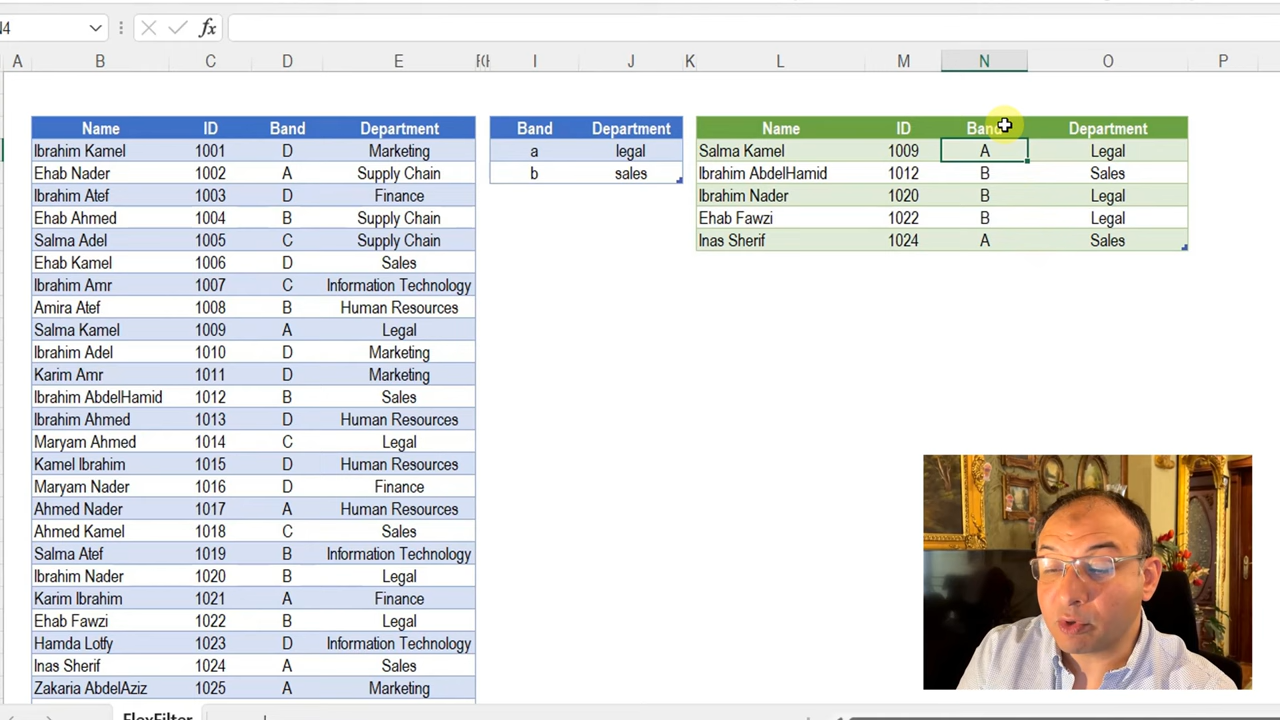 N4
fx
A B C D E I J K L M N O P
Name ID Band Department
Ibrahim Kamel 1001 D Marketing
Ehab Nader 1002 A Supply Chain
Ibrahim Atef 1003 D Finance
Ehab Ahmed 1004 B Supply Chain
Salma Adel 1005 C Supply Chain
Ehab Kamel 1006 D Sales
Ibrahim Amr 1007 C Information Technology
Amira Atef 1008 B Human Resources
Salma Kamel 1009 A Legal
Ibrahim Adel 1010 D Marketing
Karim Amr 1011 D Marketing
Ibrahim AbdelHamid 1012 B Sales
Ibrahim Ahmed 1013 D Human Resources
Maryam Ahmed 1014 C Legal
Kamel Ibrahim 1015 D Human Resources
Maryam Nader 1016 D Finance
Ahmed Nader 1017 A Human Resources
Ahmed Kamel 1018 C Sales
Salma Atef 1019 B Information Technology
Ibrahim Nader 1020 B Legal
Karim Ibrahim 1021 A Finance
Ehab Fawzi 1022 B Legal
Hamda Lotfy 1023 D Information Technology
Inas Sherif 1024 A Sales
Zakaria AbdelAziz 1025 A Marketing
Band Department
a legal
b sales
Name ID Band Department
Salma Kamel 1009 A Legal
Ibrahim AbdelHamid 1012 B Sales
Ibrahim Nader 1020 B Legal
Ehab Fawzi 1022 B Legal
Inas Sherif 1024 A Sales
FlexFilter